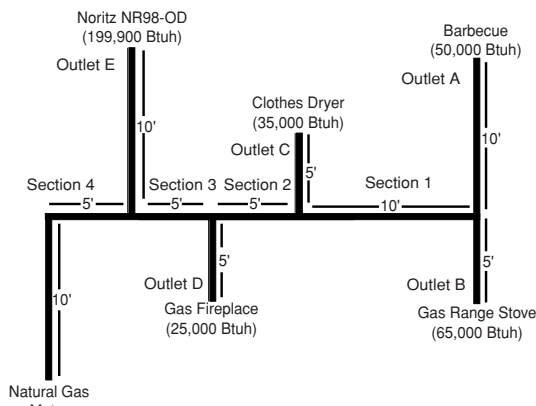 Noritz NR98-OD
(199,900 Btuh)
Outlet E
Barbecue
(50,000 Btuh)
Outlet A
Clothes Dryer
(35,000 Btuh)
Outlet C
10'
10'
5'
Section 4
Section 3
Section 2
Section 1
5'
5'
5'
10'
5'
5'
10'
Outlet D
Gas Fireplace
(25,000 Btuh)
Outlet B
Gas Range Stove
(65,000 Btuh)
Natural Gas